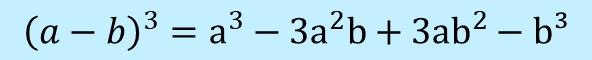 (a − b)³ = a³ − 3a²b + 3ab² − b³